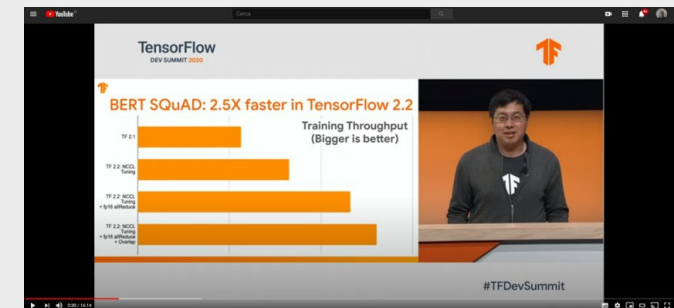 YouTube
Cerca
TensorFlow
DEV SUMMIT 2020
BERT SQuAD: 2.5X faster in TensorFlow 2.2
Training Throughput
(Bigger is better)
TF 2.1
TF 2.2: NCCL
Tuning
TF 2.2: NCCL
Tuning
+ fp16 allReduce
TF 2.2: NCCL
Tuning
+ fp16 allReduce
+ Overlap
#TFDevSummit